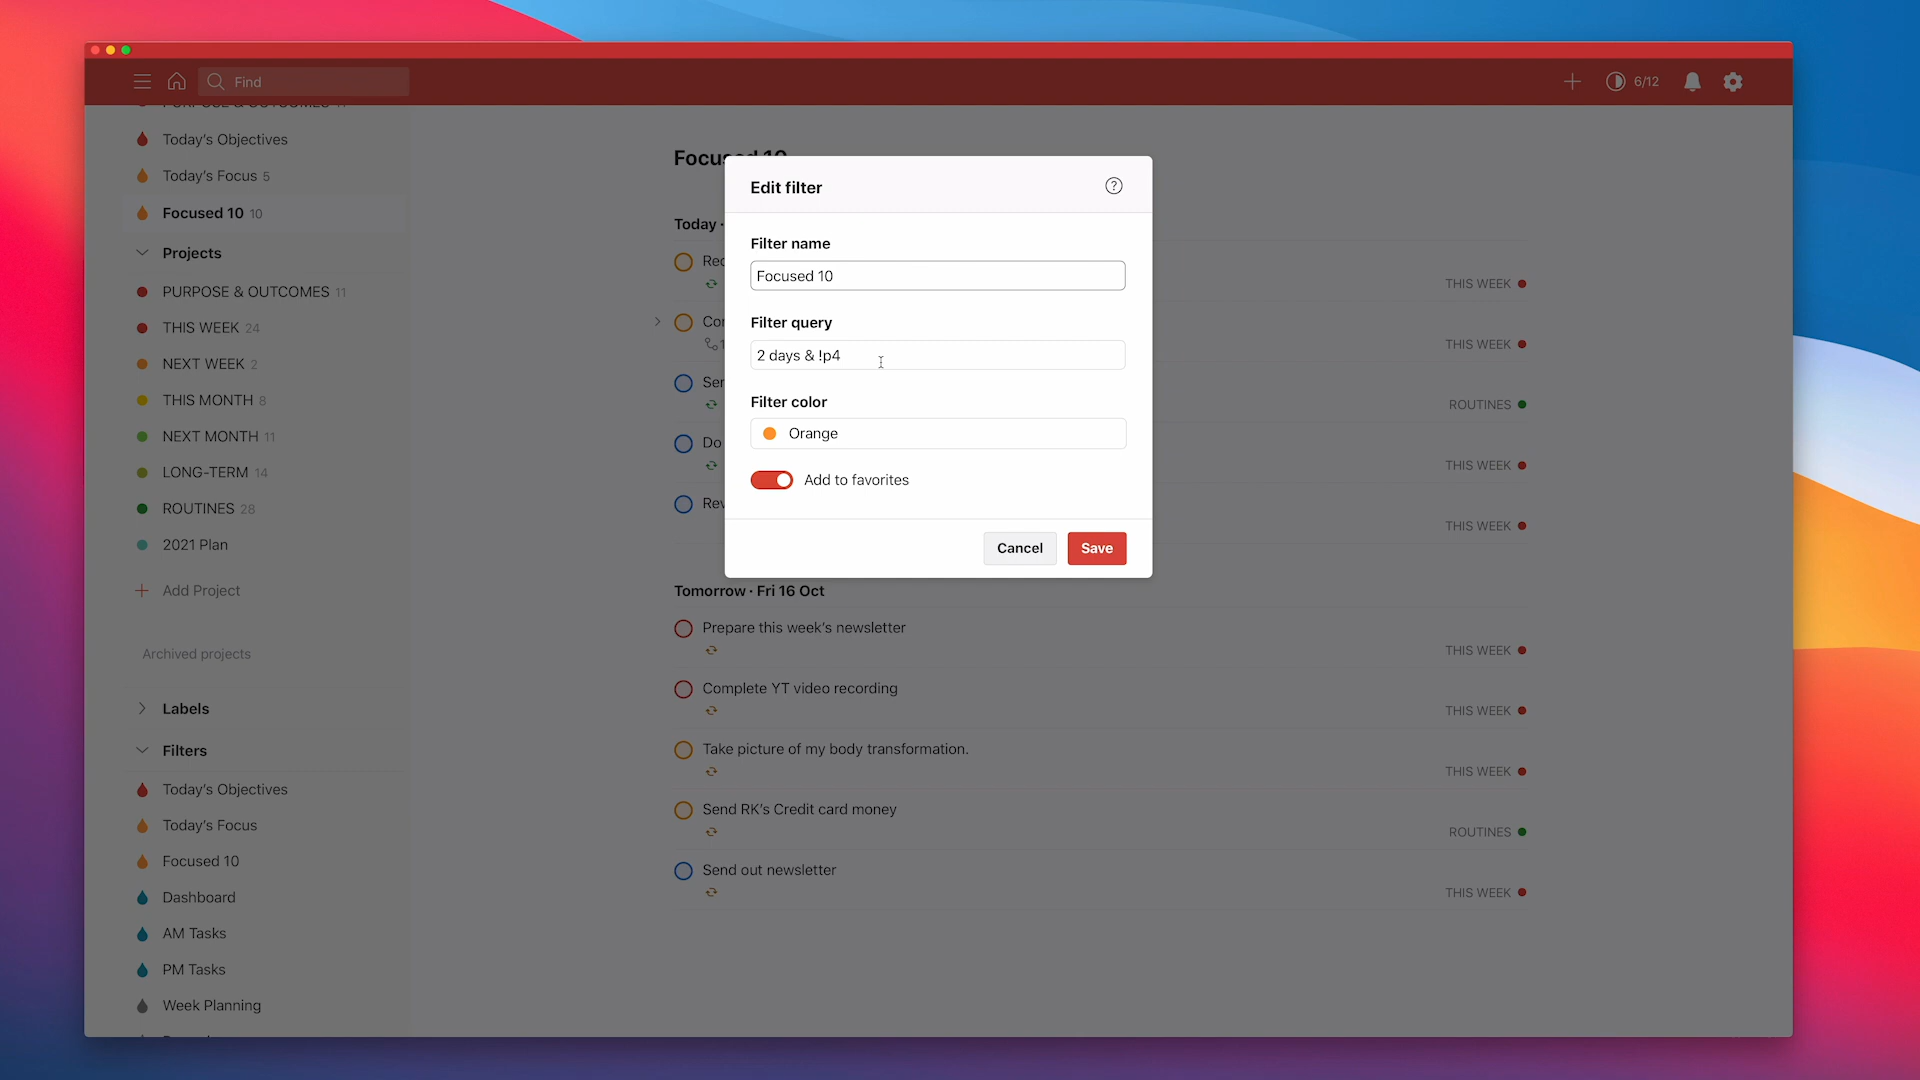 Find
6/12
PURPOSE & OUTCOMES 11
Today's Objectives
Today's Focus 5
Focused 10 10
Projects
PURPOSE & OUTCOMES 11
THIS WEEK 24
NEXT WEEK 2
THIS MONTH 8
NEXT MONTH 11
LONG-TERM 14
ROUTINES 28
2021 Plan
Add Project
Archived projects
Labels
Filters
Today's Objectives
Today's Focus
Focused 10
Dashboard
AM Tasks
PM Tasks
Week Planning
Focused 10
Today ·
THIS WEEK
THIS WEEK
ROUTINES
THIS WEEK
THIS WEEK
Edit filter
?
Filter name
Focused 10
Filter query
2 days & !p4
Filter color
Orange
Add to favorites
Cancel
Save
Tomorrow · Fri 16 Oct
Prepare this week's newsletter
THIS WEEK
Complete YT video recording
THIS WEEK
Take picture of my body transformation.
THIS WEEK
Send RK's Credit card money
ROUTINES
Send out newsletter
THIS WEEK